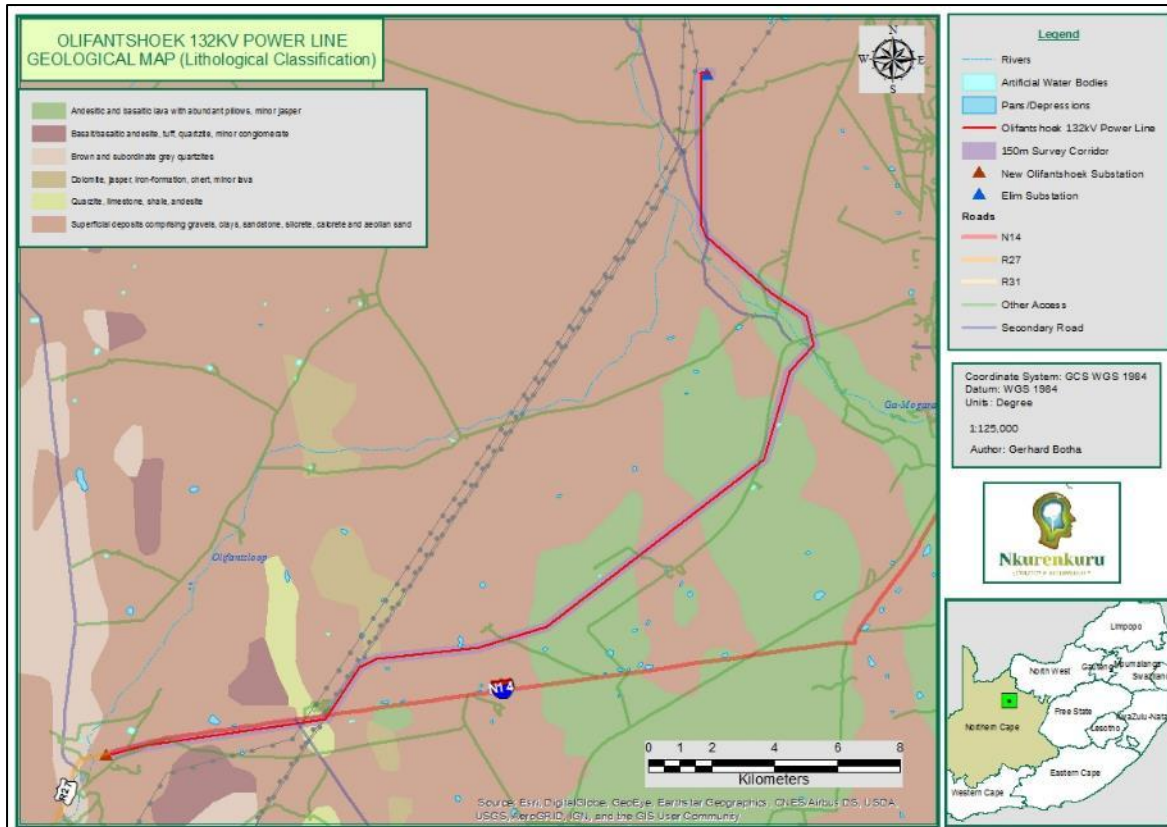 OLIFANTSHOEK 132KV POWER LINE
GEOLOGICAL MAP (Lithological Classification)
Andesitic and basaltic lava with abundant pillows, minor jasper
Basalt/basaltic andesite, tuff, quartzite, minor conglomerate
Brown and subordinate grey quartzites
Dolomite, jasper, iron-formation, chert, minor lava
Quarzite, limestone, shale, andesite
Superficial deposits comprising gravels, clays, sandstone, silcrete, calcrete and aeolian sand
N
W E
S
Ga-Mogara
Olifantsloop
N14
R27
0 1 2 4 6 8
Kilometers
Source: Esri, DigitalGlobe, GeoEye, Earthstar Geographics, CNES/Airbus DS, USDA,
USGS, AeroGRID, IGN, and the GIS User Community
Legend
Rivers
Artificial Water Bodies
Pans/Depressions
Olifantshoek 132kV Power Line
150m Survey Corridor
New Olifantshoek Substation
Elim Substation
Roads
N14
R27
R31
Other Access
Secondary Road
Coordinate System: GCS WGS 1984
Datum: WGS 1984
Units: Degree
1:125,000
Author: Gerhard Botha
Nkurenkuru
Limpopo
North West
Gauteng
Mpumalanga
Swaziland
Free State
KwaZulu-Natal
Northern Cape
Lesotho
Eastern Cape
Western Cape